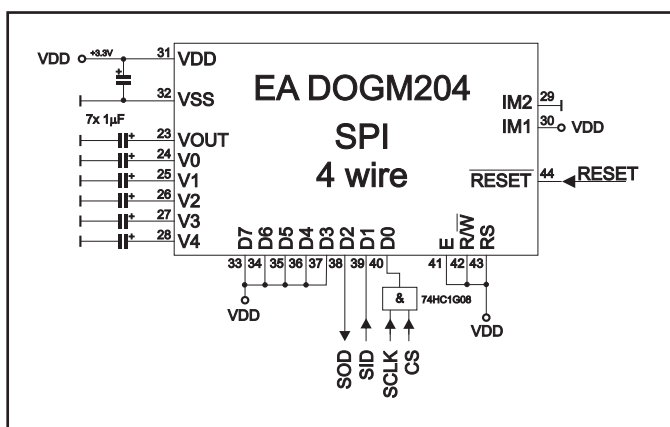 VDD
+3.3V
31
VDD
32
VSS
7x 1µF
23
VOUT
24
V0
25
V1
26
V2
27
V3
28
V4
EA DOGM204
SPI
4 wire
IM2
29
IM1
30
VDD
RESET
44
RESET
D7
D6
D5
D4
D3
D2
D1
D0
E
R/W
RS
33
34
35
36
37
38
39
40
41
42
43
VDD
&
74HC1G08
VDD
SOD
SID
SCLK
CS